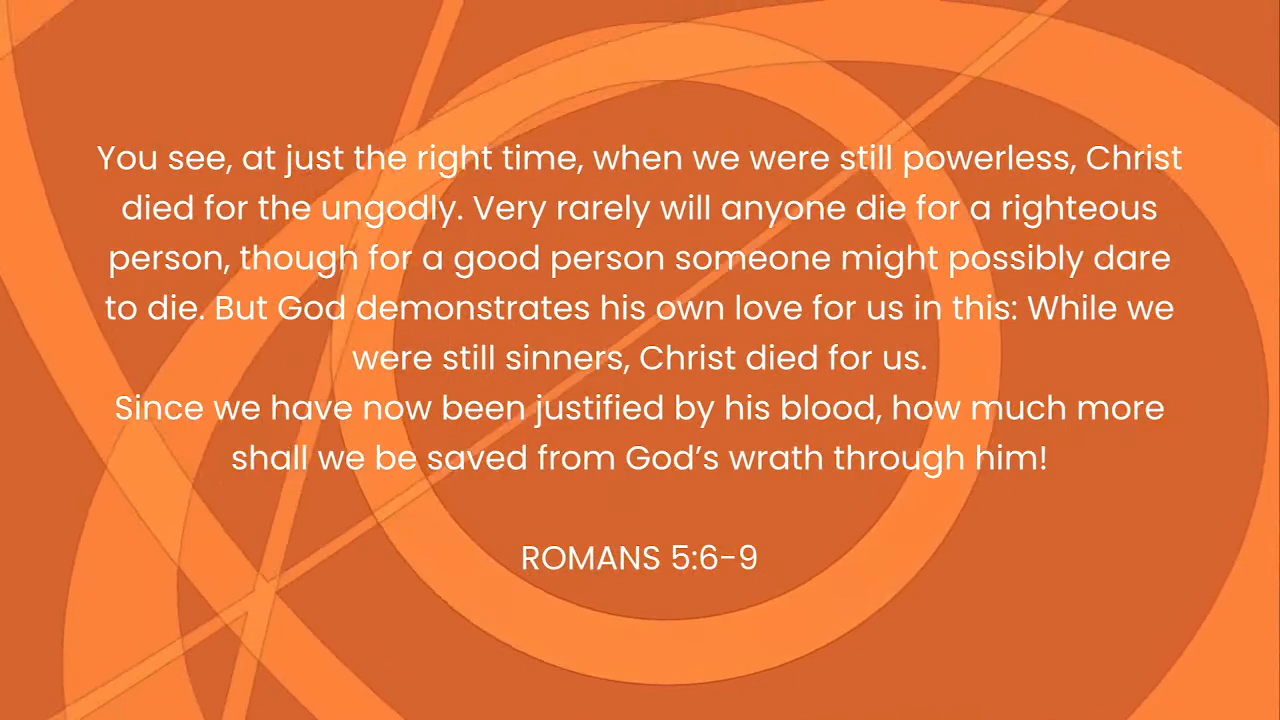 You see, at just the right time, when we were still powerless, Christ
died for the ungodly. Very rarely will anyone die for a righteous
person, though for a good person someone might possibly dare
to die. But God demonstrates his own love for us in this: While we
were still sinners, Christ died for us.
Since we have now been justified by his blood, how much more
shall we be saved from God’s wrath through him!
ROMANS 5:6-9